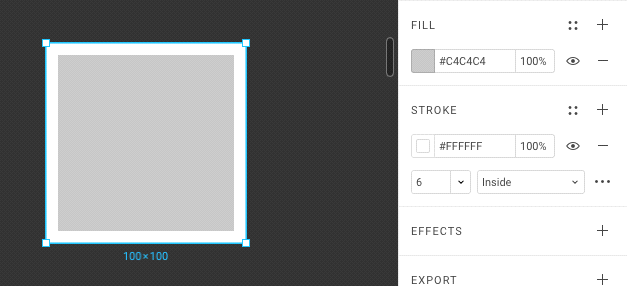 FILL
#C4C4C4 100%
STROKE
#FFFFFF 100%
6 Inside
EFFECTS
100×100
EXPORT